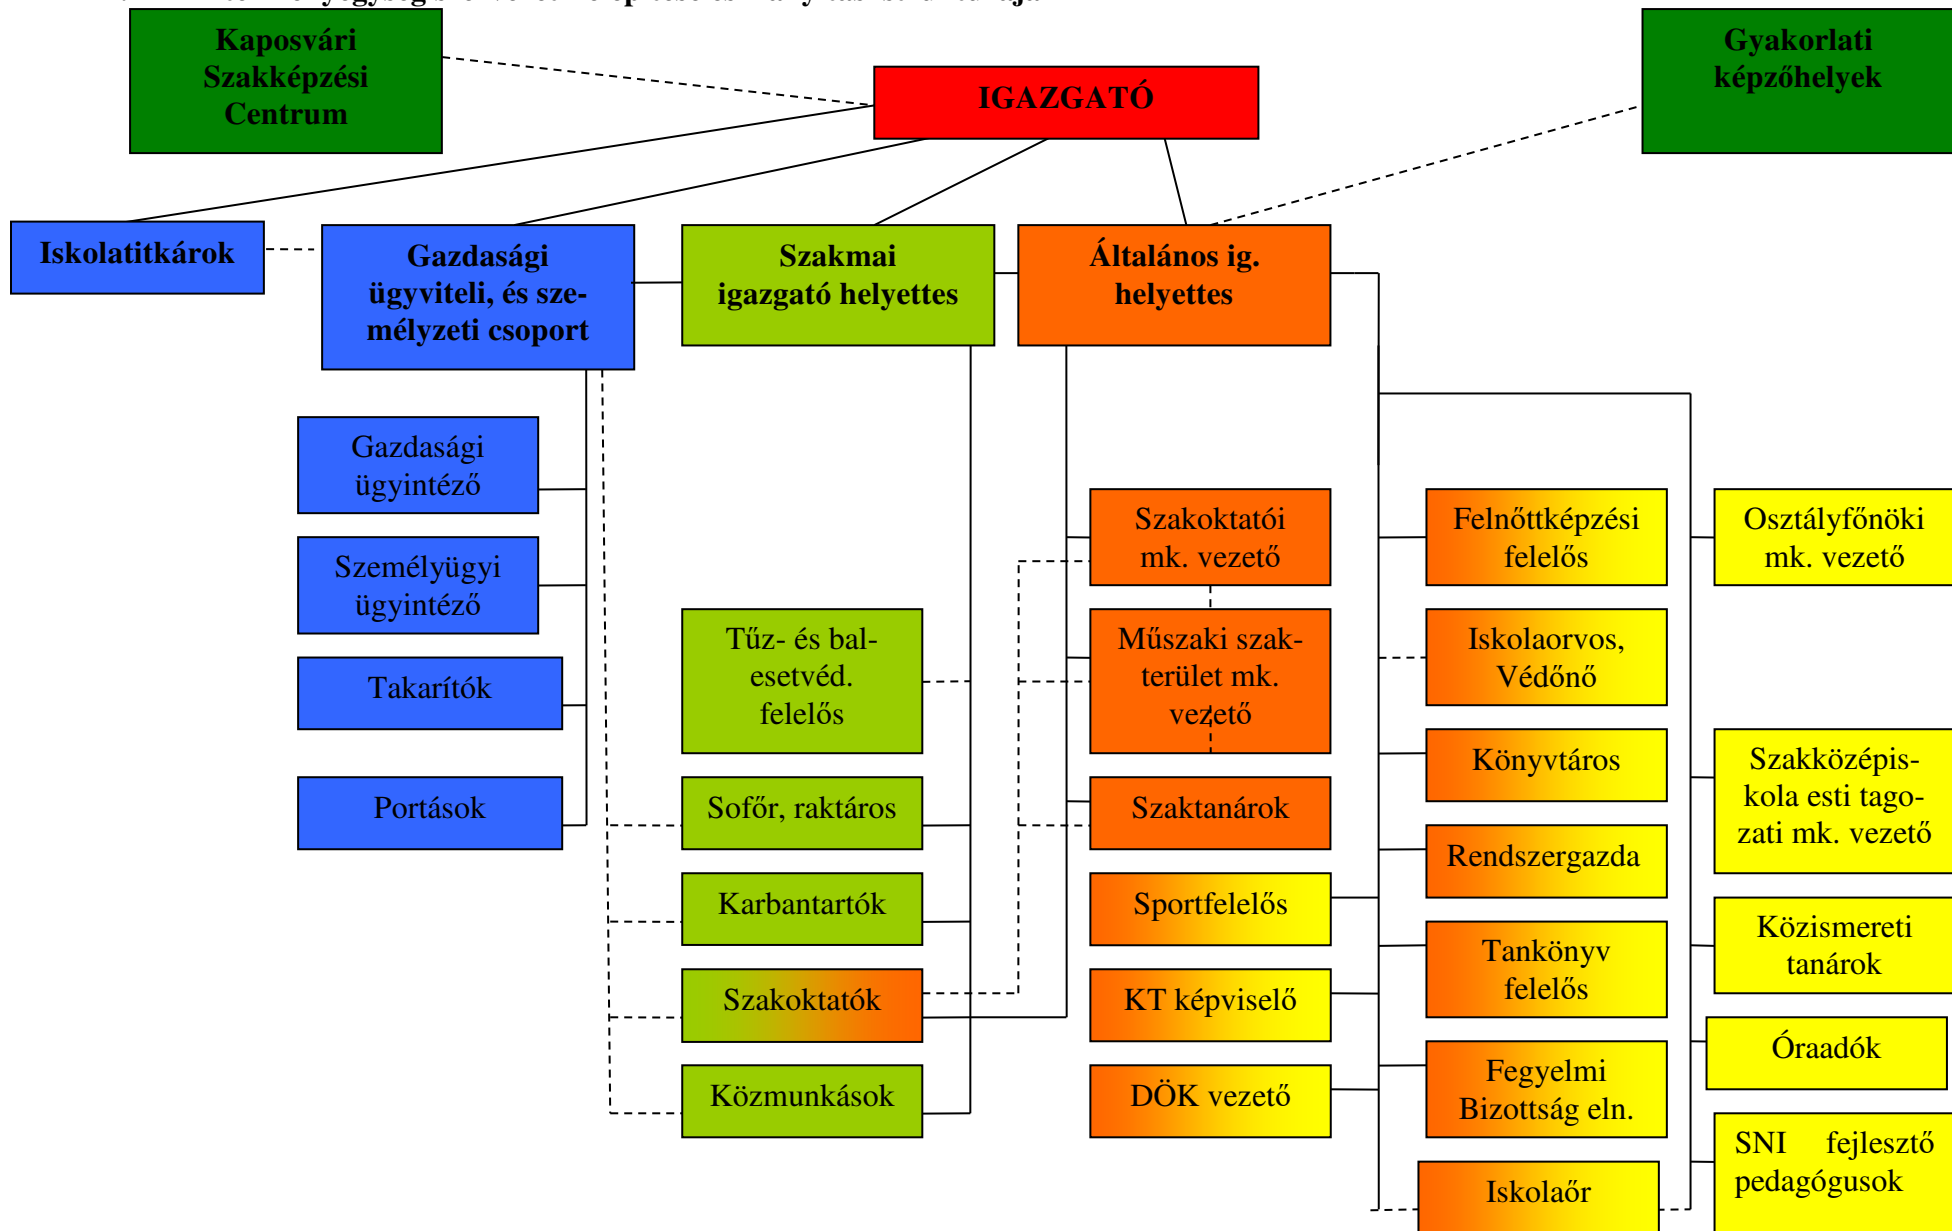 Kaposvári
Szakképzési
Centrum
IGAZGATÓ
Gyakorlati
képzőhelyek
Iskolatitkárok
Gazdasági
ügyviteli, és sze-
mélyzeti csoport
Szakmai
igazgató helyettes
Általános ig.
helyettes
Gazdasági
ügyintéző
Személyügyi
ügyintéző
Takarítók
Portások
Tűz- és bal-
esetvéd.
felelős
Sofőr, raktáros
Karbantartók
Szakoktatók
Közmunkások
Szakoktatói
mk. vezető
Műszaki szak-
terület mk.
vezető
Szaktanárok
Sportfelelős
KT képviselő
DÖK vezető
Felnőttképzési
felelős
Iskolaorvos,
Védőnő
Könyvtáros
Rendszergazda
Tankönyv
felelős
Fegyelmi
Bizottság eln.
Iskolaőr
Osztályfőnöki
mk. vezető
Szakközépis-
kola esti tago-
zati mk. vezető
Közismereti
tanárok
Óraadók
SNI fejlesztő
pedagógusok